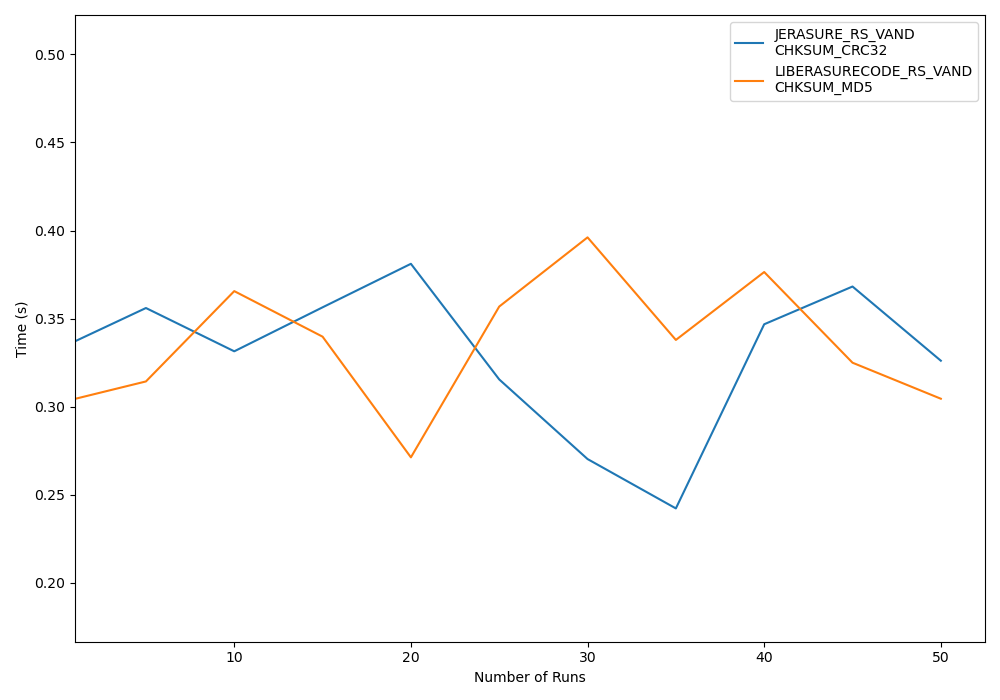 JERASURE_RS_VAND
CHKSUM_CRC32
LIBERASURECODE_RS_VAND
CHKSUM_MD5
0.50
0.45
0.40
0.35
0.30
0.25
0.20
Time (s)
10 20 30 40 50
Number of Runs